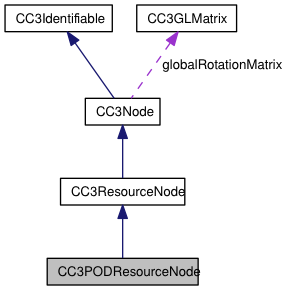 CC3Identifiable
CC3GLMatrix
globalRotationMatrix
CC3Node
CC3ResourceNode
CC3PODResourceNode